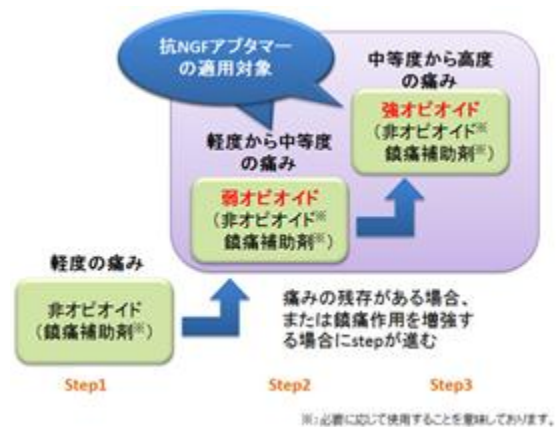 抗NGFアプタマー
の適用対象
中等度から高度
の痛み
強オピオイド
(非オピオイド※
鎮痛補助剤※)
軽度から中等度
の痛み
弱オピオイド
(非オピオイド※
鎮痛補助剤※)
軽度の痛み
非オピオイド
(鎮痛補助剤※)
痛みの残存がある場合、
または鎮痛作用を増強す
る場合にstepが進む
Step1
Step2
Step3
※:必要に応じて使用することを意味しております。